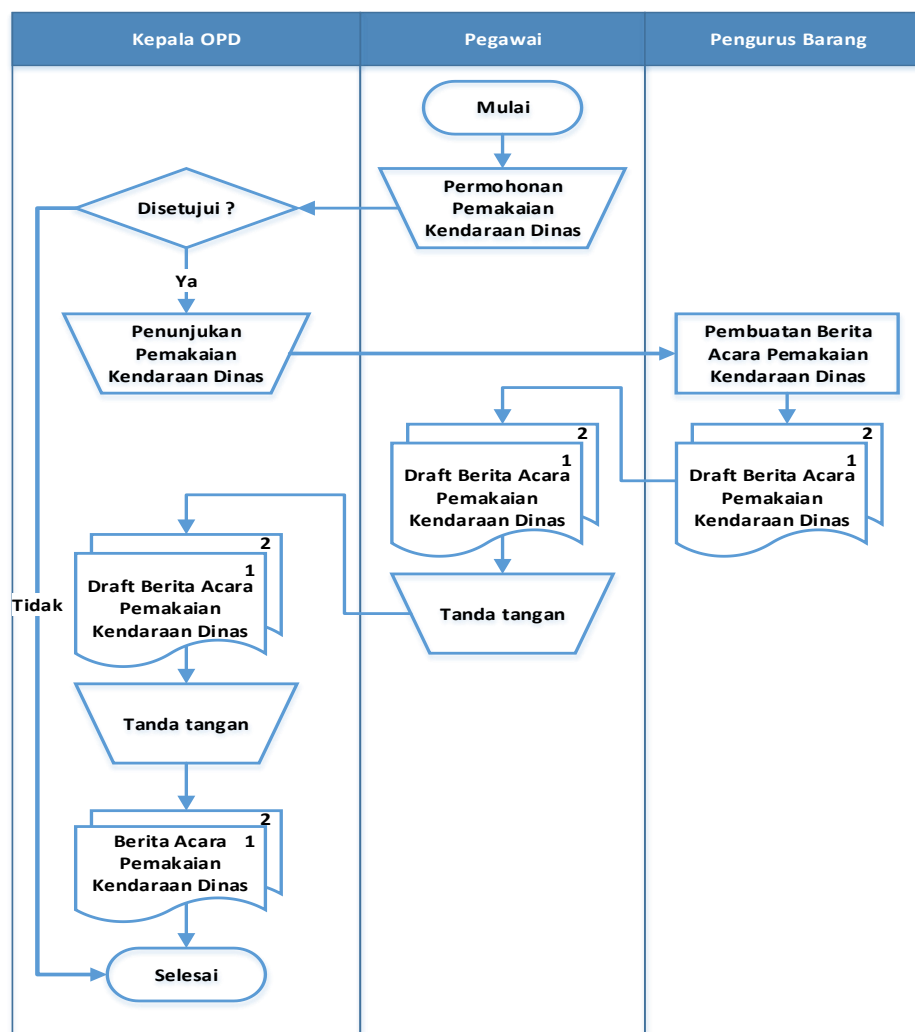 Kepala OPD
Pegawai
Pengurus Barang
Mulai
Permohonan
Pemakaian
Kendaraan Dinas
Disetujui ?
Ya
Tidak
Penunjukan
Pemakaian
Kendaraan Dinas
Pembuatan Berita
Acara Pemakaian
Kendaraan Dinas
2
1
Draft Berita Acara
Pemakaian
Kendaraan Dinas
2
1
Draft Berita Acara
Pemakaian
Kendaraan Dinas
Tanda tangan
2
1
Draft Berita Acara
Pemakaian
Kendaraan Dinas
Tanda tangan
2
Berita Acara 1
Pemakaian
Kendaraan Dinas
Selesai